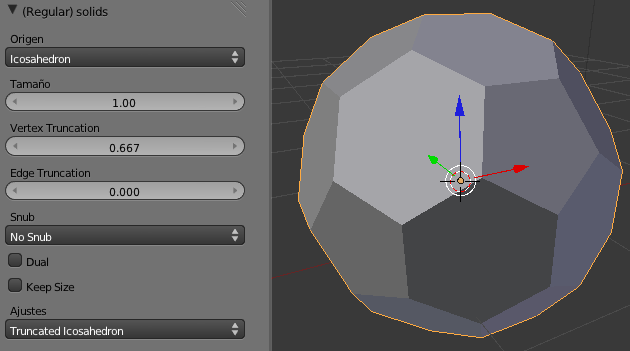 (Regular) solids
Origen
Icosahedron
Tamaño
1.00
Vertex Truncation
0.667
Edge Truncation
0.000
Snub
No Snub
Dual
Keep Size
Ajustes
Truncated Icosahedron